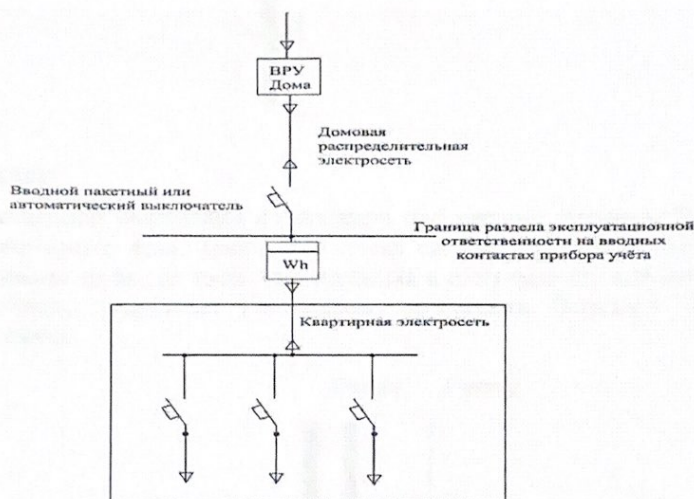 ВРУ
Дома
Домовая
распределительная
электросеть
Вводной пакетный или
автоматический выключатель
Граница раздела эксплуатационной
ответственности на вводных
контактах прибора учёта
Wh
Квартирная электросеть